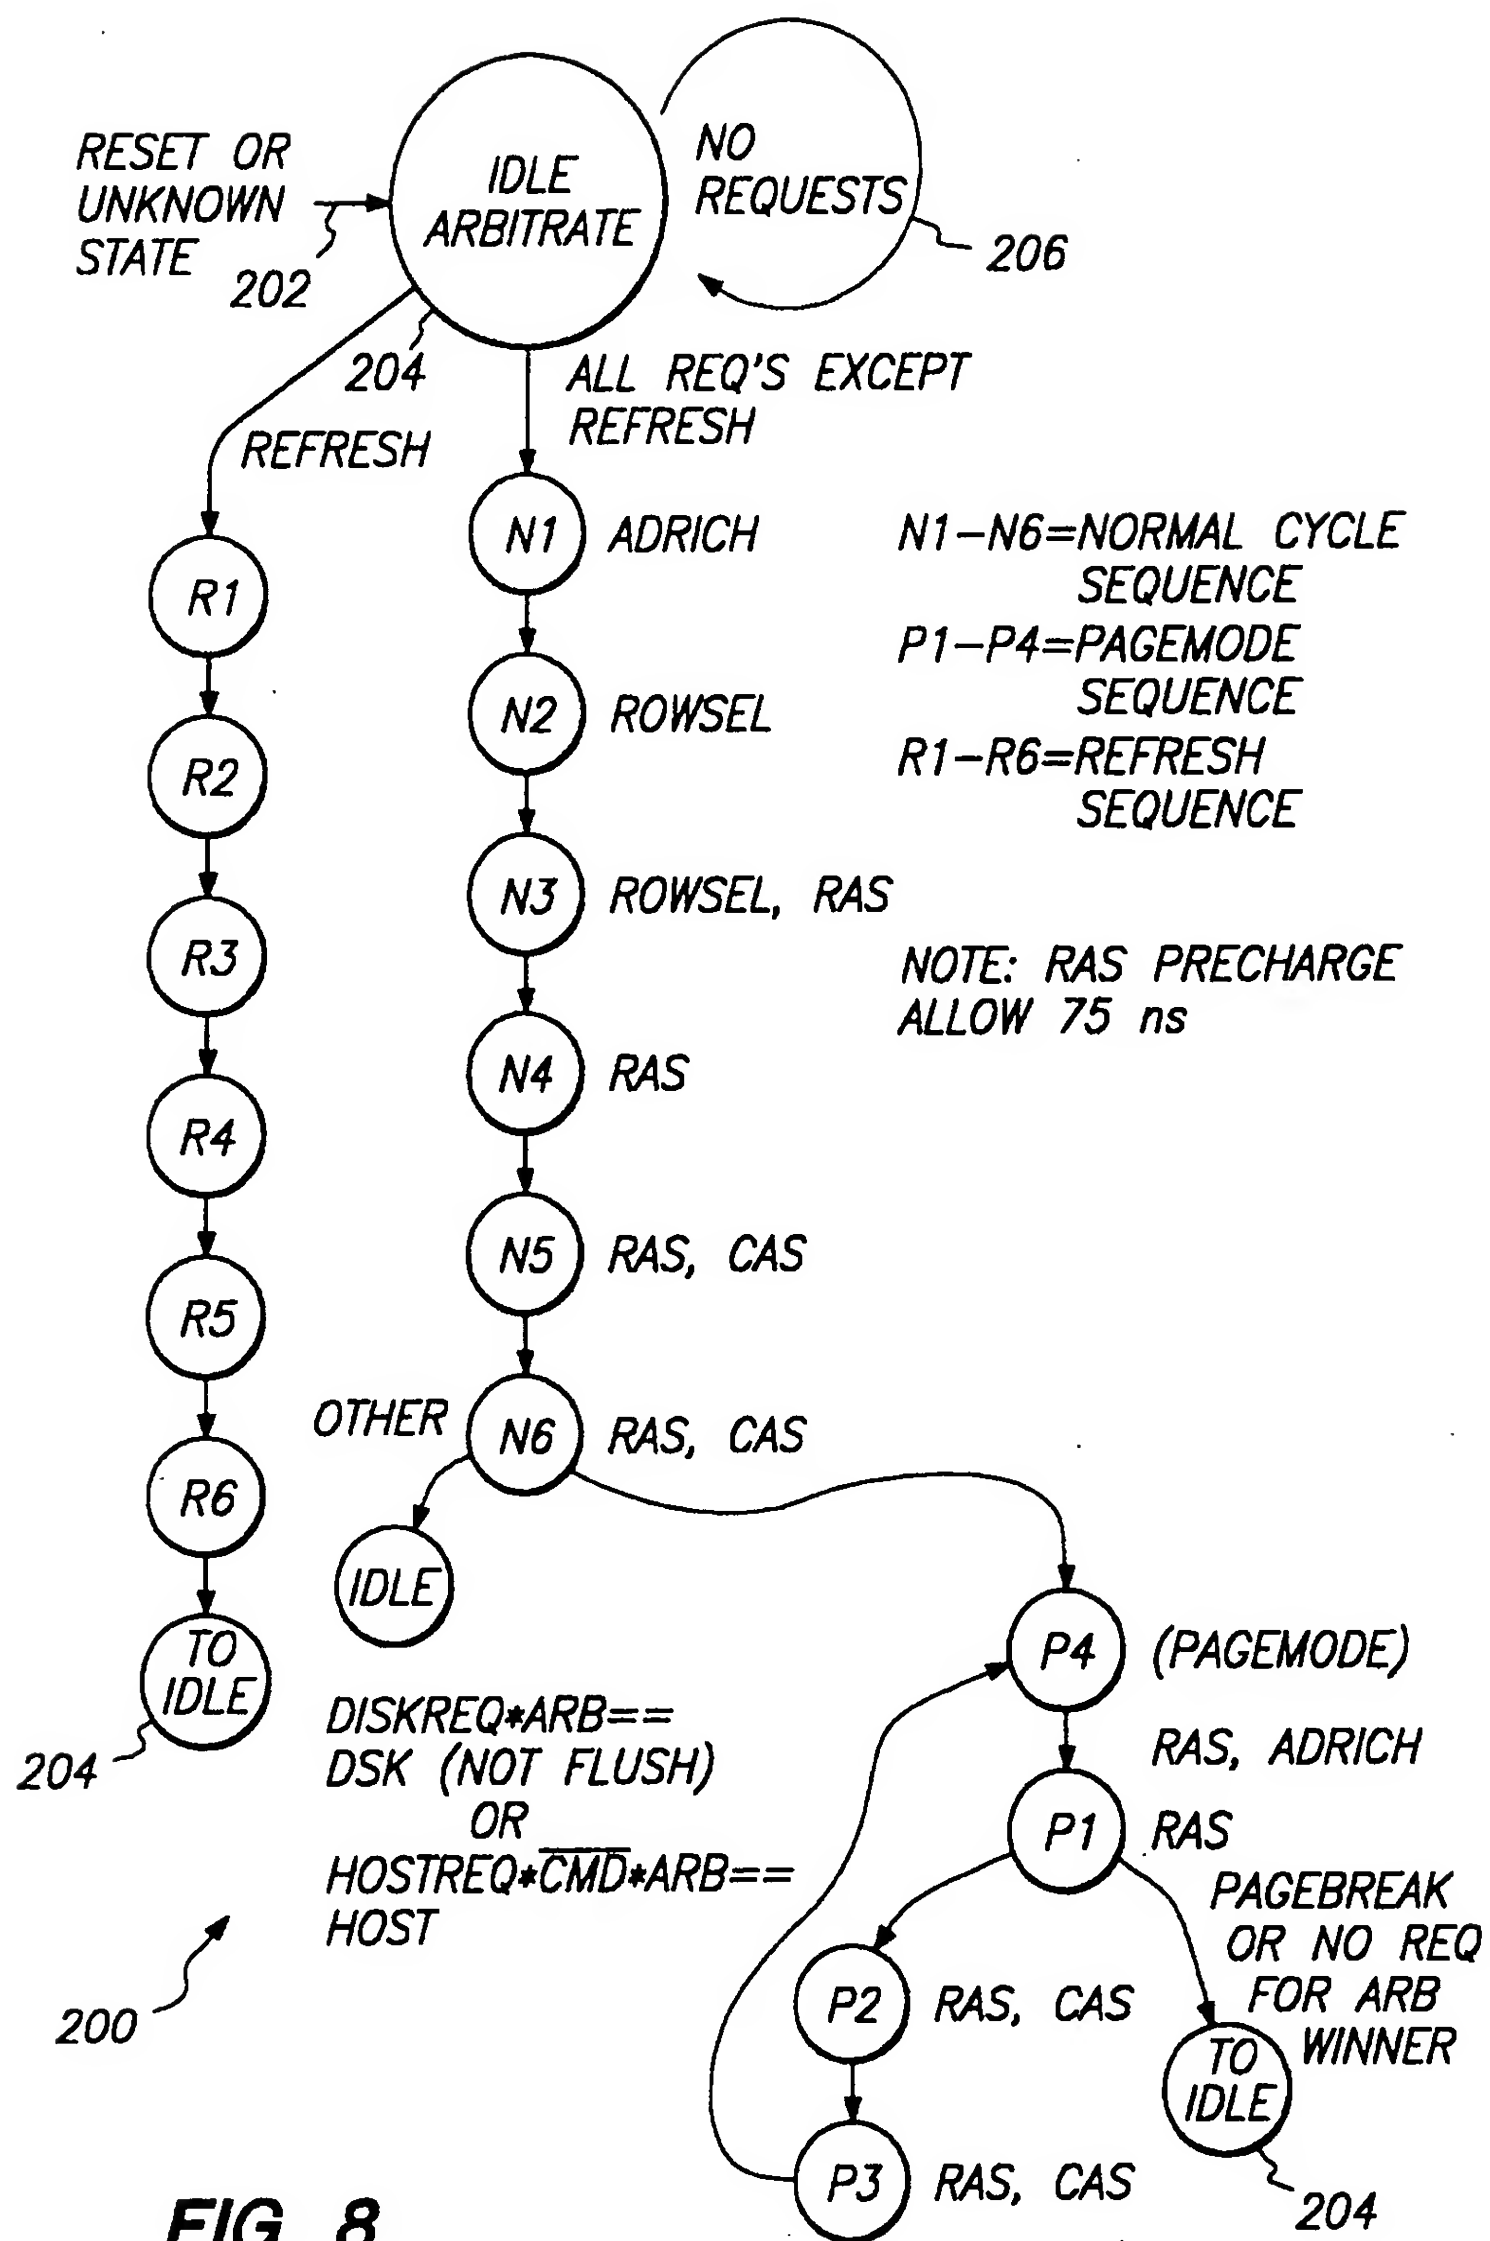 RESET OR
UNKNOWN
STATE
202
IDLE
ARBITRATE
NO
REQUESTS
206
204
ALL REQ'S EXCEPT
REFRESH
REFRESH
N1 ADRICH
N2 ROWSEL
N3 ROWSEL, RAS
N4 RAS
N5 RAS, CAS
N6 RAS, CAS
R1
R2
R3
R4
R5
R6
TO
IDLE
204
N1-N6=NORMAL CYCLE
SEQUENCE
P1-P4=PAGEMODE
SEQUENCE
R1-R6=REFRESH
SEQUENCE
NOTE: RAS PRECHARGE
ALLOW 75 ns
OTHER
IDLE
DISKREQ*ARB==
DSK (NOT FLUSH)
OR
HOSTREQ*C̅M̅D̅*ARB==
HOST
P4 (PAGEMODE)
RAS, ADRICH
P1 RAS
PAGEBREAK
OR NO REQ
FOR ARB
WINNER
P2 RAS, CAS
P3 RAS, CAS
TO
IDLE
204
200
FIG. 8